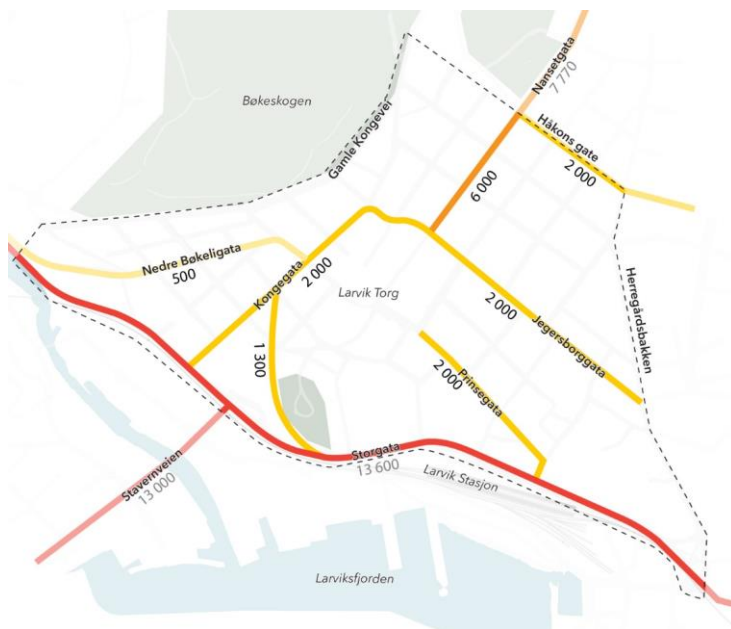 Nansetgata
7 770
Bøkeskogen
Gamle Kongevei
Håkons gate
2 000
6 000
Nedre Bøkeligata
500
Kongegata
2 000
Larvik Torg
Herregårdsbakken
2 000
Jegersborggata
1 300
Prinsegata
2 000
Storgata
13 600
Stavernveien
13 000
Larvik Stasjon
Larviksfjorden